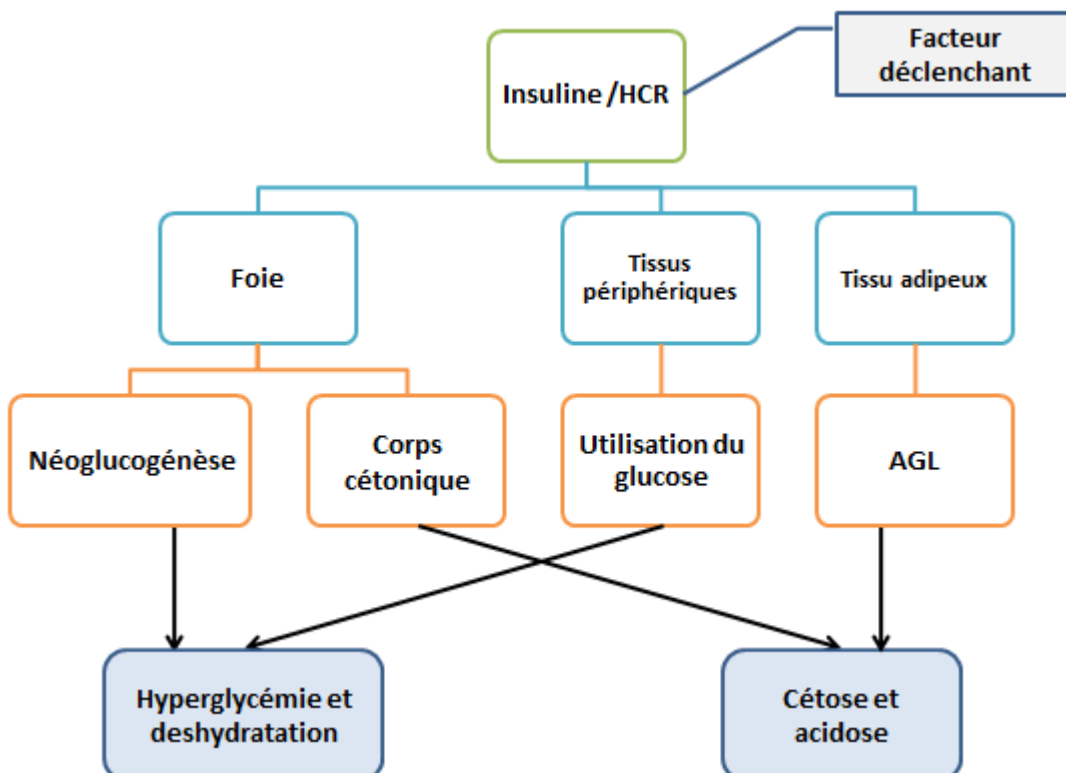 Facteur
déclenchant
Insuline /HCR
Foie
Tissus
périphériques
Tissu adipeux
Néoglucogénèse
Corps
cétonique
Utilisation du
glucose
AGL
Hyperglycémie et
deshydratation
Cétose et
acidose